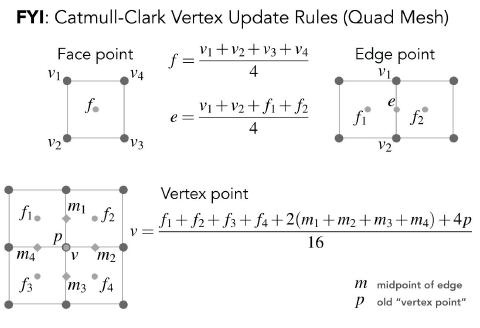 FYI: Catmull-Clark Vertex Update Rules (Quad Mesh)
Face point
v₁ v₄
f
v₂ v₃
f = (v₁ + v₂ + v₃ + v₄) / 4
e = (v₁ + v₂ + f₁ + f₂) / 4
Edge point
v₁
e
f₁ f₂
v₂
f₁ m₁ f₂
p
m₄ v m₂
f₃ m₃ f₄
Vertex point
v = (f₁ + f₂ + f₃ + f₄ + 2(m₁ + m₂ + m₃ + m₄) + 4p) / 16
m midpoint of edge
p old "vertex point"